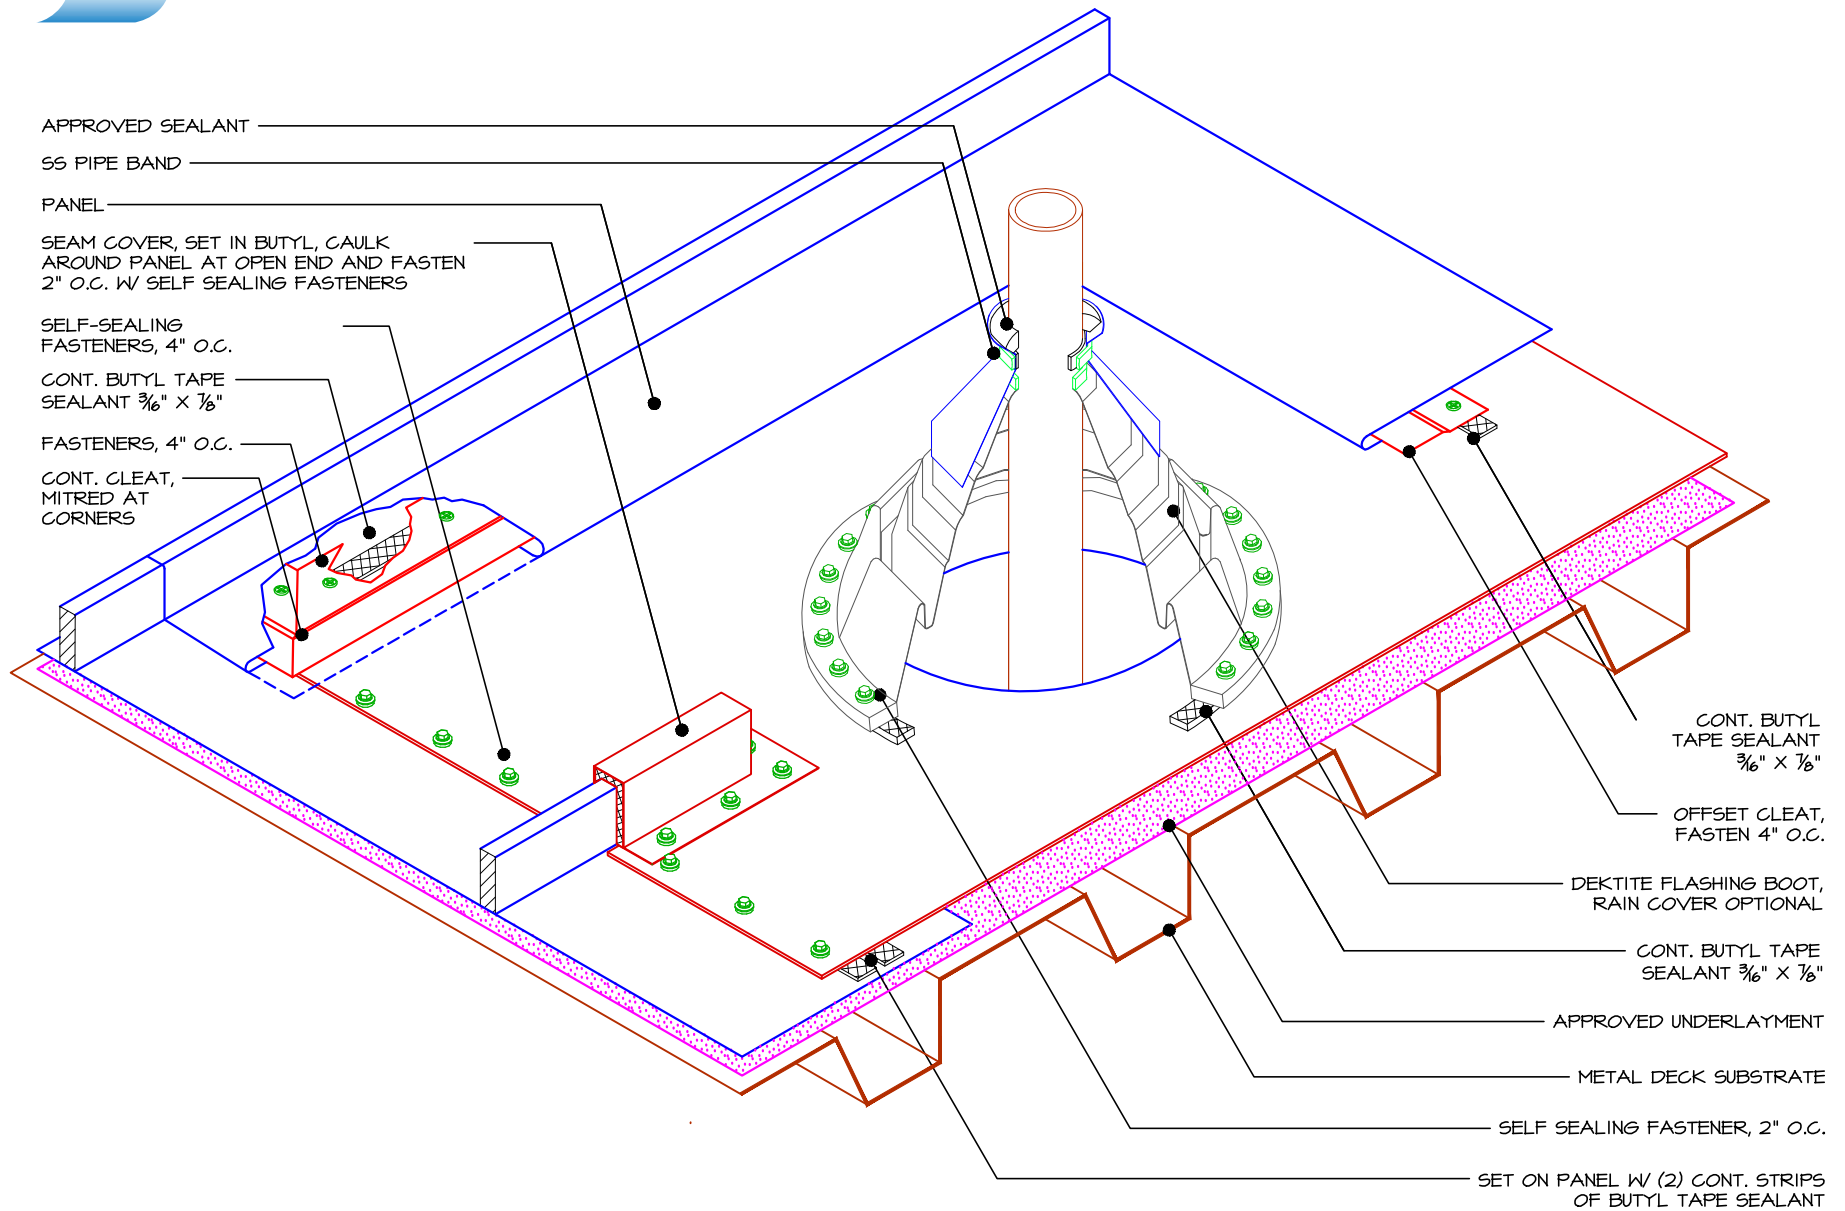 APPROVED SEALANT
SS PIPE BAND
PANEL
SEAM COVER, SET IN BUTYL, CAULK
AROUND PANEL AT OPEN END AND FASTEN
2" O.C. W/ SELF SEALING FASTENERS
SELF-SEALING
FASTENERS, 4" O.C.
CONT. BUTYL TAPE
SEALANT 3/16" X 7/8"
FASTENERS, 4" O.C.
CONT. CLEAT,
MITRED AT
CORNERS
CONT. BUTYL
TAPE SEALANT
3/16" X 7/8"
OFFSET CLEAT,
FASTEN 4" O.C.
DEKTITE FLASHING BOOT,
RAIN COVER OPTIONAL
CONT. BUTYL TAPE
SEALANT 3/16" X 7/8"
APPROVED UNDERLAYMENT
METAL DECK SUBSTRATE
SELF SEALING FASTENER, 2" O.C.
SET ON PANEL W/ (2) CONT. STRIPS
OF BUTYL TAPE SEALANT